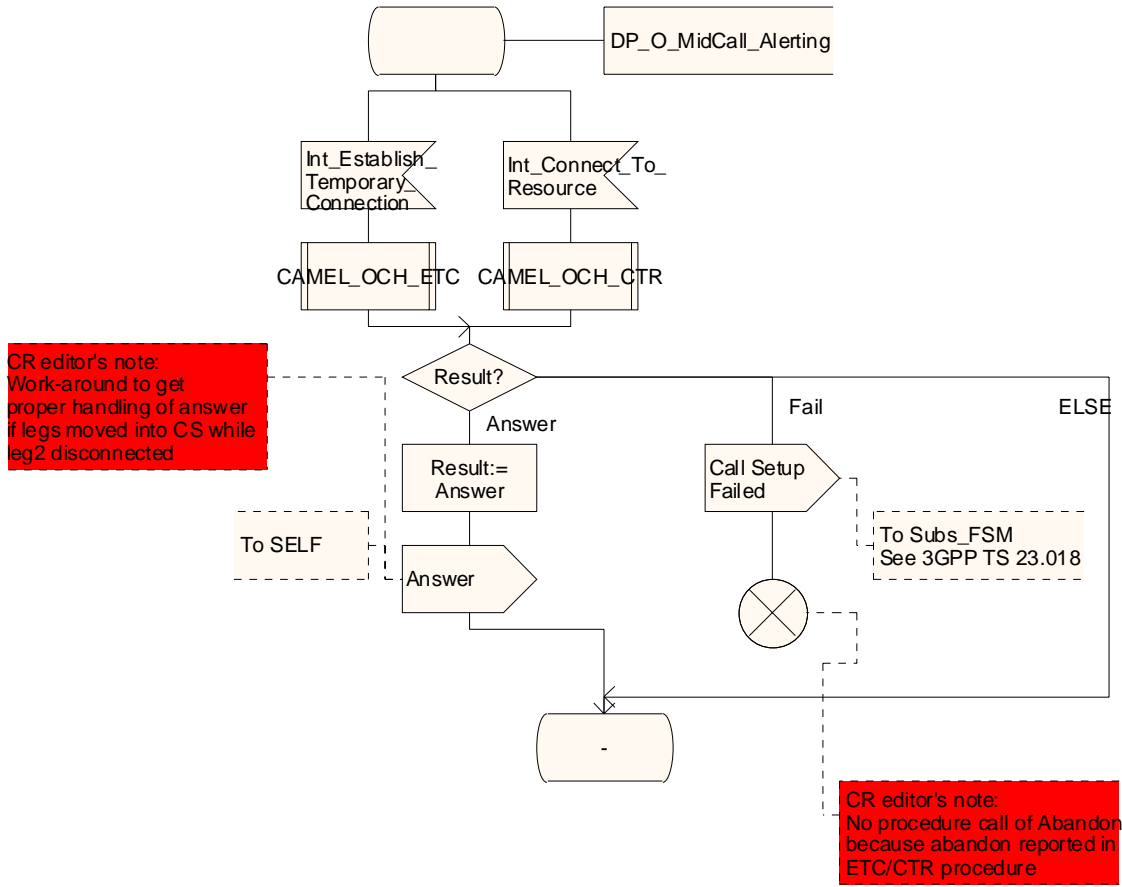 DP_O_MidCall_Alerting
Int_Establish_
Temporary_
Connection
Int_Connect_To_
Resource
CAMEL_OCH_ETC
CAMEL_OCH_CTR
CR editor's note:
Work-around to get
proper handling of answer
if legs moved into CS while
leg2 disconnected
Result?
Fail
ELSE
Answer
Result:=
Answer
Call Setup
Failed
To SELF
To Subs_FSM
See 3GPP TS 23.018
Answer
-
CR editor's note:
No procedure call of Abandon
because abandon reported in
ETC/CTR procedure